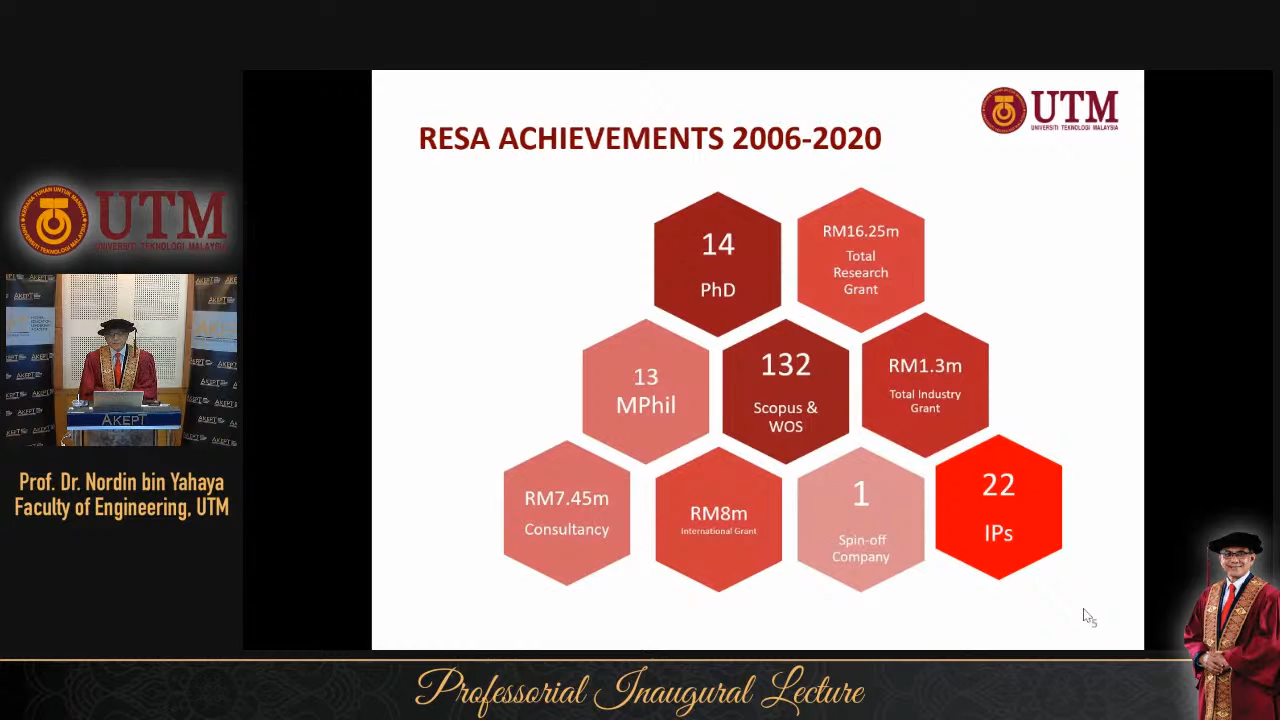 UTM
UNIVERSITI TEKNOLOGI MALAYSIA
RESA ACHIEVEMENTS 2006-2020
14
PhD
RM16.25m
Total
Research
Grant
13
MPhil
132
Scopus &
WOS
RM1.3m
Total Industry
Grant
RM7.45m
Consultancy
RM8m
International Grant
1
Spin-off
Company
22
IPs
5
UTM
UNIVERSITI TEKNOLOGI MALAYSIA
AKEPT
AKEPT
Prof. Dr. Nordin bin Yahaya
Faculty of Engineering, UTM
Professorial Inaugural Lecture